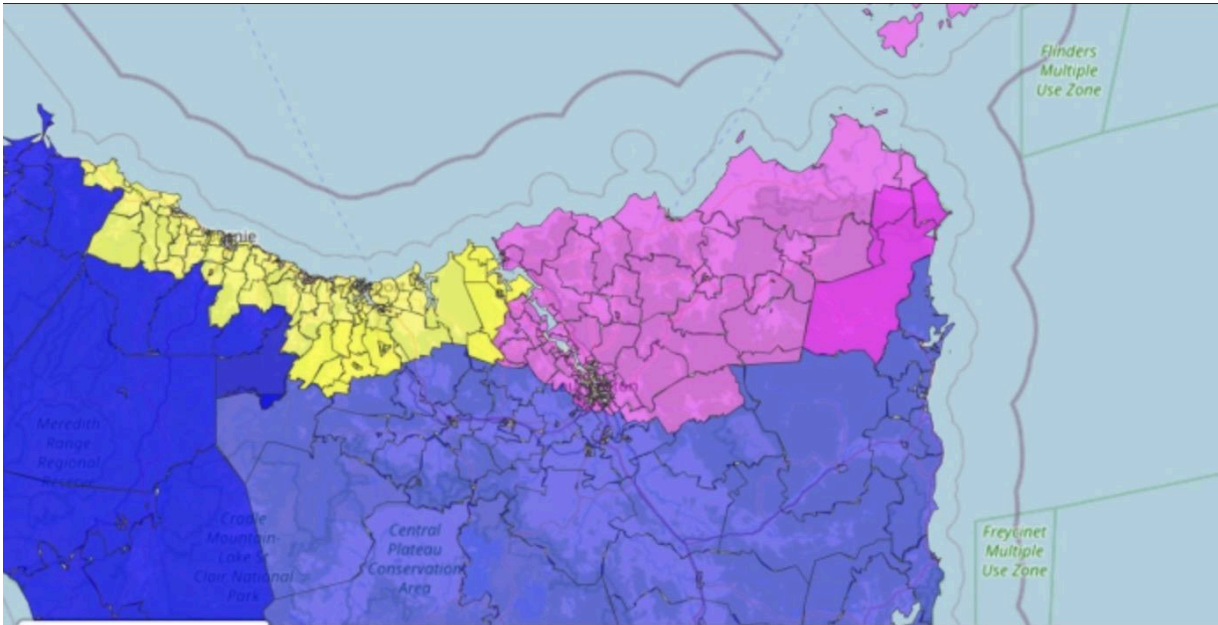 Flinders
Multiple
Use Zone
Meredith
Range
Regional
Reserve
Cradle
Mountain-
Lake St
Clair National
Park
Central
Plateau
Conservation
Area
Freycinet
Multiple
Use Zone